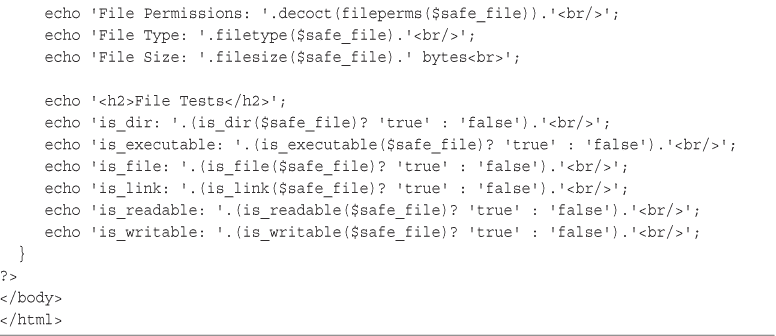 echo 'File Permissions: '.decoct(fileperms($safe_file)).'<br/>';
echo 'File Type: '.filetype($safe_file).'<br/>';
echo 'File Size: '.filesize($safe_file).' bytes<br>';
echo '<h2>File Tests</h2>';
echo 'is_dir: '.(is_dir($safe_file)? 'true' : 'false').'<br/>';
echo 'is_executable: '.(is_executable($safe_file)? 'true' : 'false').'<br/>';
echo 'is_file: '.(is_file($safe_file)? 'true' : 'false').'<br/>';
echo 'is_link: '.(is_link($safe_file)? 'true' : 'false').'<br/>';
echo 'is_readable: '.(is_readable($safe_file)? 'true' : 'false').'<br/>';
echo 'is_writable: '.(is_writable($safe_file)? 'true' : 'false').'<br/>';
}
?>
</body>
</html>